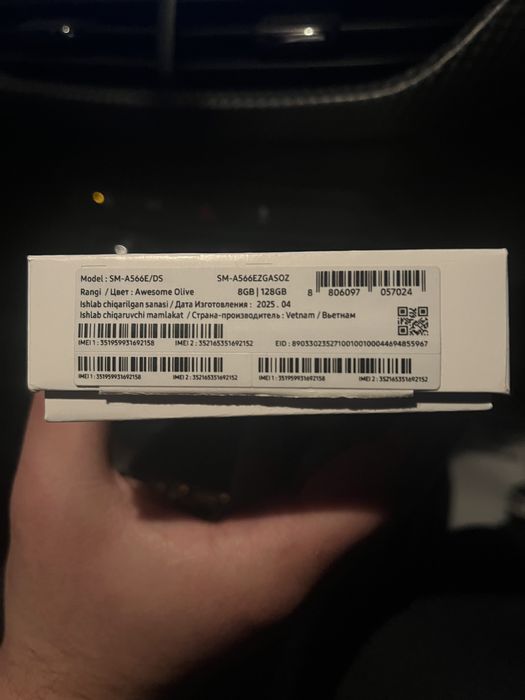 Model : SM-A566E/DS SM-A566EZGASOZ
Rangi / Цвет : Awesome Olive 8GB | 128GB
8 806097 057024
Ishlab chiqarilgan sanasi / Дата Изготовления : 2025 . 04
Ishlab chiqaruvchi mamlakat / Страна-производитель : Vetnam / Вьетнам
IMEI 1 : 351959931692158 IMEI 2 : 352165351692152 EID : 89033023527100100100044694855967
IMEI 1 : 351959931692158 IMEI 2 : 352165351692152 IMEI 1 : 351959931692158 IMEI 2 : 352165351692152